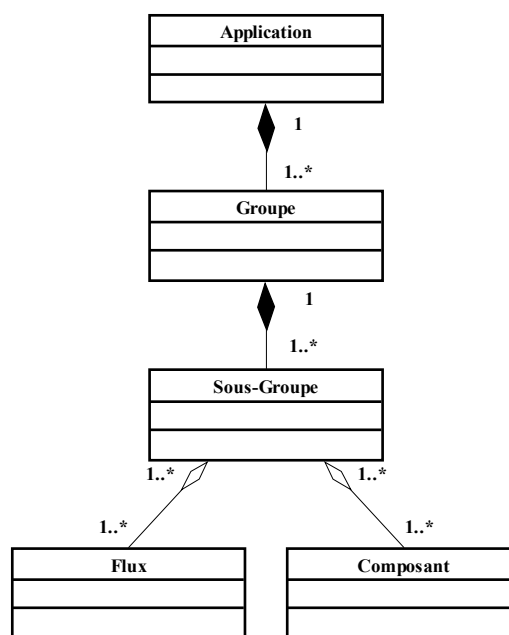 Application
1
1..*
Groupe
1
1..*
Sous-Groupe
1..* 1..*
1..* 1..*
Flux Composant